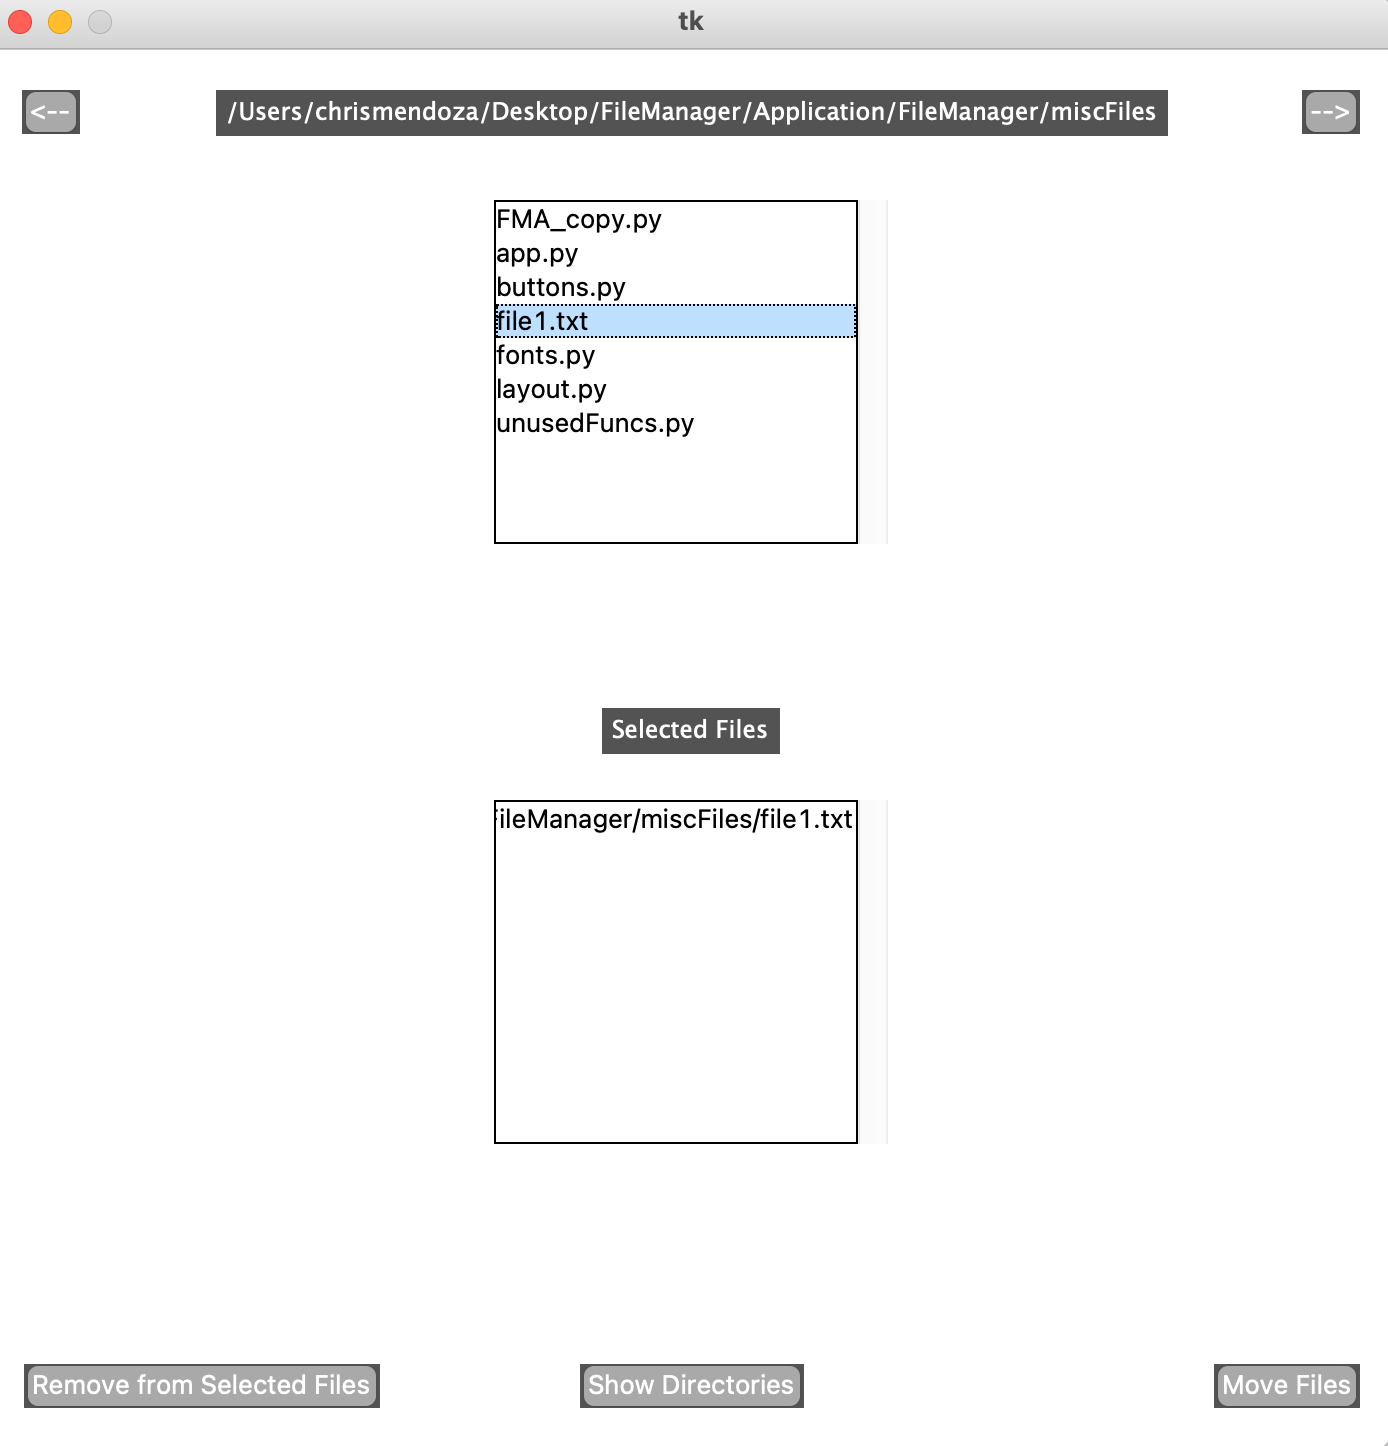 tk
<-- /Users/chrismendoza/Desktop/FileManager/Application/FileManager/miscFiles -->
FMA_copy.py
app.py
buttons.py
file1.txt
fonts.py
layout.py
unusedFuncs.py
Selected Files
FileManager/miscFiles/file1.txt
Remove from Selected Files Show Directories Move Files